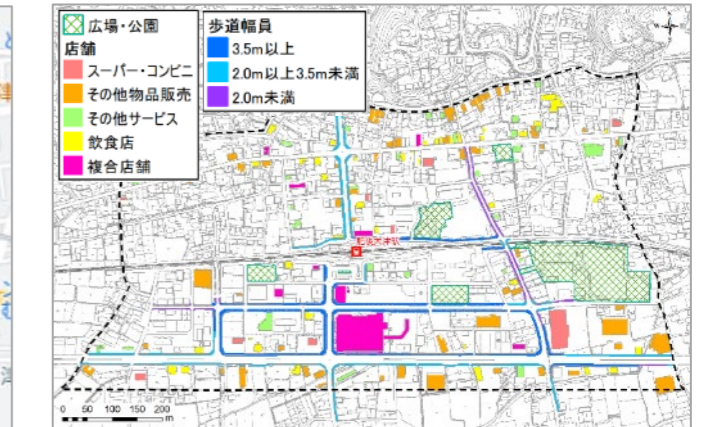 広場・公園
店舗
スーパー・コンビニ
その他物品販売
その他サービス
飲食店
複合店舗
歩道幅員
3.5m以上
2.0m以上3.5m未満
2.0m未満
0 50 100 150 200
m